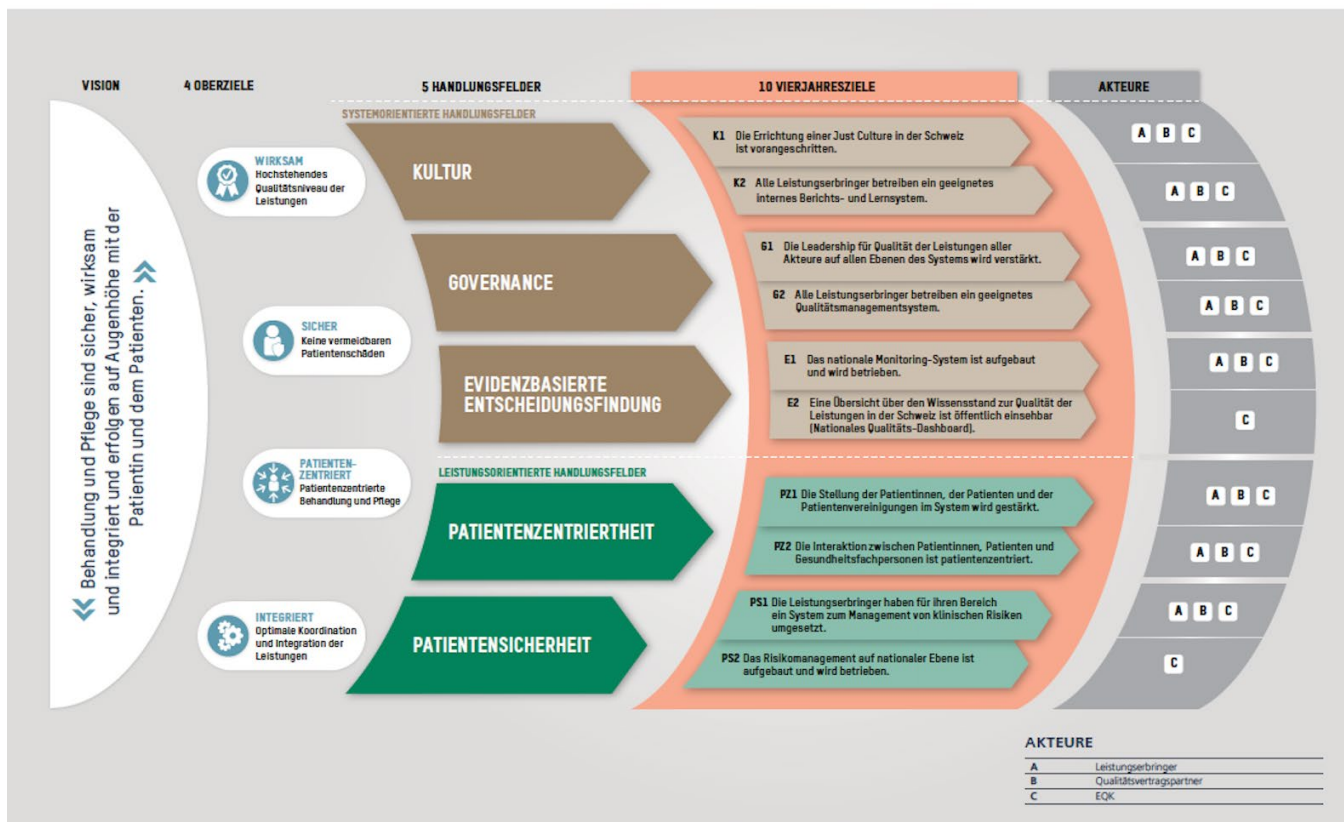 VISION
4 OBERZIELE
5 HANDLUNGSFELDER
10 VIERJAHRESZIELE
AKTEURE
Behandlung und Pflege sind sicher, wirksam
und integriert und erfolgen auf Augenhöhe mit der
Patientin und dem Patienten.
WIRKSAM
Hochstehendes
Qualitätsniveau der
Leistungen
SICHER
Keine vermeidbaren
Patientenschäden
PATIENTEN-
ZENTRIERT
Patientenzentrierte
Behandlung und Pflege
INTEGRIERT
Optimale Koordination
und Integration der
Leistungen
SYSTEMORIENTIERTE HANDLUNGSFELDER
KULTUR
GOVERNANCE
EVIDENZBASIERTE
ENTSCHEIDUNGSFINDUNG
LEISTUNGSORIENTIERTE HANDLUNGSFELDER
PATIENTENZENTRIERTHEIT
PATIENTENSICHERHEIT
K1 Die Errichtung einer Just Culture in der Schweiz
ist vorangeschritten.
A B C
K2 Alle Leistungserbringer betreiben ein geeignetes
internes Berichts- und Lernsystem.
A B C
G1 Die Leadership für Qualität der Leistungen aller
Akteure auf allen Ebenen des Systems wird verstärkt.
A B C
G2 Alle Leistungserbringer betreiben ein geeignetes
Qualitätsmanagementsystem.
A B C
E1 Das nationale Monitoring-System ist aufgebaut
und wird betrieben.
A B C
E2 Eine Übersicht über den Wissensstand zur Qualität der
Leistungen in der Schweiz ist öffentlich einsehbar
(Nationales Qualitäts-Dashboard).
C
PZ1 Die Stellung der Patientinnen, der Patienten und der
Patientenvereinigungen im System wird gestärkt.
A B C
PZ2 Die Interaktion zwischen Patientinnen, Patienten und
Gesundheitsfachpersonen ist patientenzentriert.
A B C
PS1 Die Leistungserbringer haben für ihren Bereich
ein System zum Management von klinischen Risiken
umgesetzt.
A B C
PS2 Das Risikomanagement auf nationaler Ebene ist
aufgebaut und wird betrieben.
C
AKTEURE
A Leistungserbringer
B Qualitätsvertragspartner
C EQK